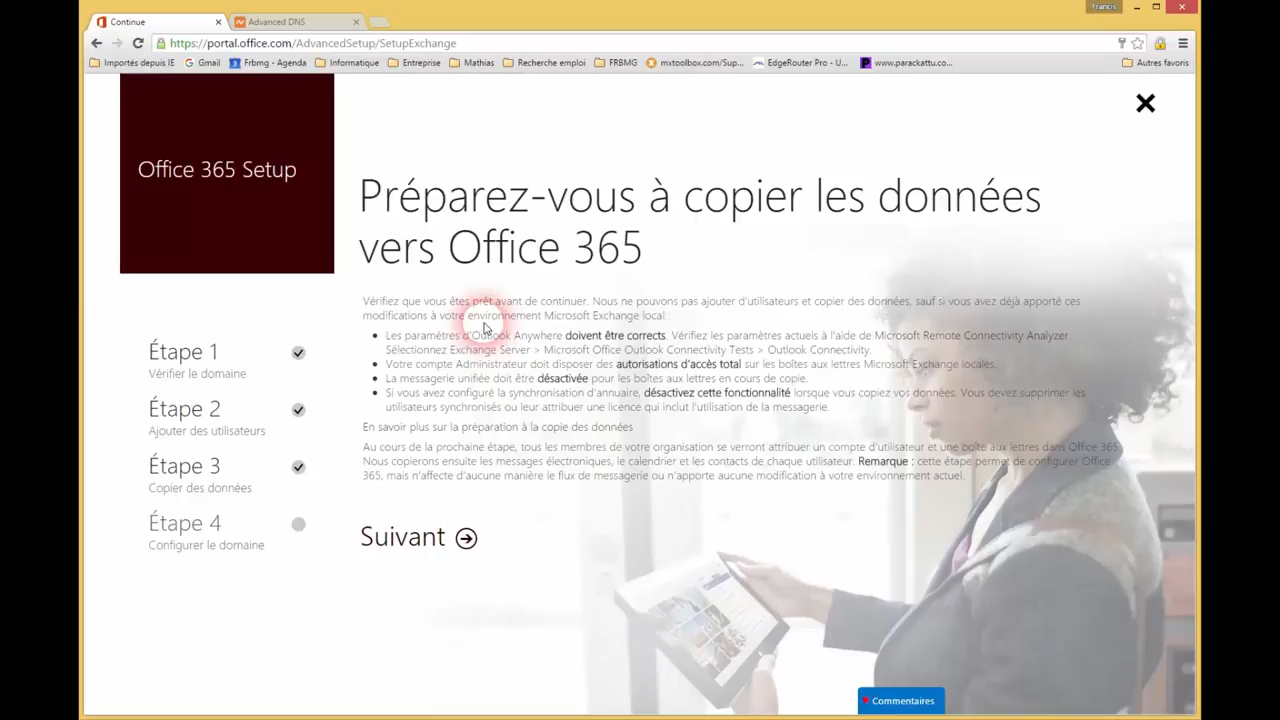 Francis
Continue
Advanced DNS
https://portal.office.com/AdvancedSetup/SetupExchange
Importés depuis IE
Gmail
Frbmg - Agenda
Informatique
Entreprise
Mathias
Recherche emploi
FRBMG
mxtoolbox.com/Sup...
EdgeRouter Pro - U...
www.parackattu.co...
Autres favoris
Office 365 Setup
Préparez-vous à copier les données
vers Office 365
Vérifiez que vous êtes prêt avant de continuer. Nous ne pouvons pas ajouter d'utilisateurs et copier des données, sauf si vous avez déjà apporté ces
modifications à votre environnement Microsoft Exchange local :
Les paramètres d'Outlook Anywhere doivent être corrects. Vérifiez les paramètres actuels à l'aide de Microsoft Remote Connectivity Analyzer.
Sélectionnez Exchange Server > Microsoft Office Outlook Connectivity Tests > Outlook Connectivity.
Votre compte Administrateur doit disposer des autorisations d'accès total sur les boîtes aux lettres Microsoft Exchange locales.
La messagerie unifiée doit être désactivée pour les boîtes aux lettres en cours de copie.
Si vous avez configuré la synchronisation d'annuaire, désactivez cette fonctionnalité lorsque vous copiez vos données. Vous devez supprimer les
utilisateurs synchronisés ou leur attribuer une licence qui inclut l'utilisation de la messagerie.
En savoir plus sur la préparation à la copie des données
Au cours de la prochaine étape, tous les membres de votre organisation se verront attribuer un compte d'utilisateur et une boîte aux lettres dans Office 365.
Nous copierons ensuite les messages électroniques, le calendrier et les contacts de chaque utilisateur. Remarque : cette étape permet de configurer Office
365, mais n'affecte d'aucune manière le flux de messagerie ou n'apporte aucune modification à votre environnement actuel.
Étape 1
Vérifier le domaine
Étape 2
Ajouter des utilisateurs
Étape 3
Copier des données
Étape 4
Configurer le domaine
Suivant
Commentaires